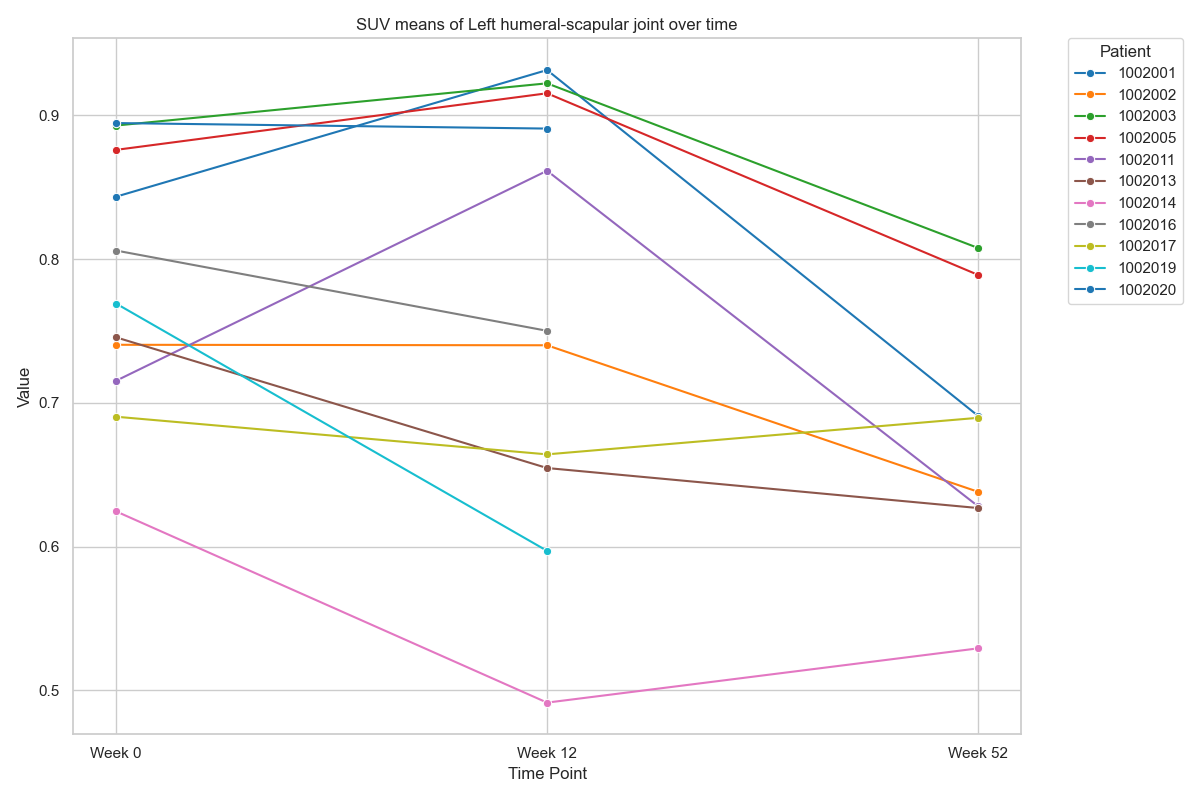 SUV means of Left humeral-scapular joint over time
Patient
1002001
1002002
1002003
1002005
1002011
1002013
1002014
1002016
1002017
1002019
1002020
Value
0.9
0.8
0.7
0.6
0.5
Week 0
Week 12
Week 52
Time Point